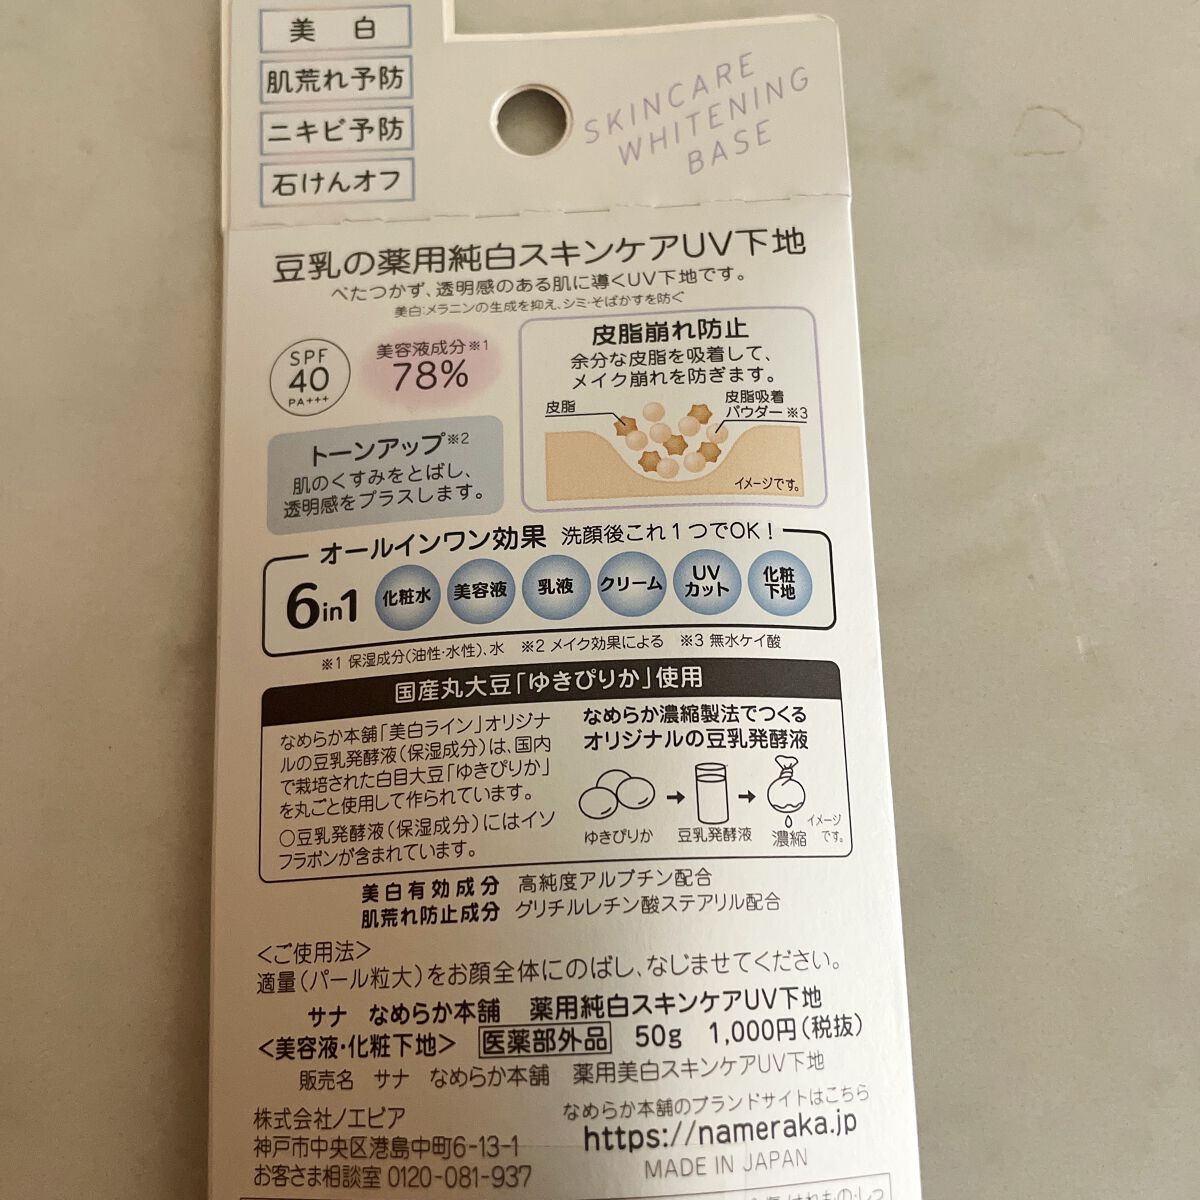 美 白
肌荒れ予防
ニキビ予防
石けんオフ
SKINCARE
WHITENING
BASE
豆乳の薬用純白スキンケアUV下地
べたつかず、透明感のある肌に導くUV下地です。
美白:メラニンの生成を抑え、シミ・そばかすを防ぐ
SPF
40
PA+++
美容液成分※1
78%
トーンアップ※2
肌のくすみをとばし、
透明感をプラスします。
皮脂崩れ防止
余分な皮脂を吸着して、
メイク崩れを防ぎます。
皮脂
皮脂吸着
パウダー※3
イメージです。
オールインワン効果 洗顔後これ1つでOK!
6in1
化粧水
美容液
乳液
クリーム
UV
カット
化粧
下地
※1 保湿成分(油性・水性)、水 ※2 メイク効果による ※3 無水ケイ酸
国産丸大豆「ゆきぴりか」使用
なめらか本舗「美白ライン」オリジナ
ルの豆乳発酵液(保湿成分)は、国内
で栽培された白目大豆「ゆきぴりか」
を丸ごと使用して作られています。
○豆乳発酵液(保湿成分)にはイソ
フラボンが含まれています。
なめらか濃縮製法でつくる
オリジナルの豆乳発酵液
ゆきぴりか
豆乳発酵液
濃縮
イメージ
です。
美白有効成分 高純度アルブチン配合
肌荒れ防止成分 グリチルレチン酸ステアリル配合
<ご使用法>
適量(パール粒大)をお顔全体にのばし、なじませてください。
サナ なめらか本舗 薬用純白スキンケアUV下地
<美容液・化粧下地> 医薬部外品 50g 1,000円(税抜)
販売名 サナ なめらか本舗 薬用美白スキンケアUV下地
株式会社ノエビア
神戸市中央区港島中町6-13-1
お客さま相談室 0120-081-937
なめらか本舗のブランドサイトはこちら
https://nameraka.jp
MADE IN JAPAN